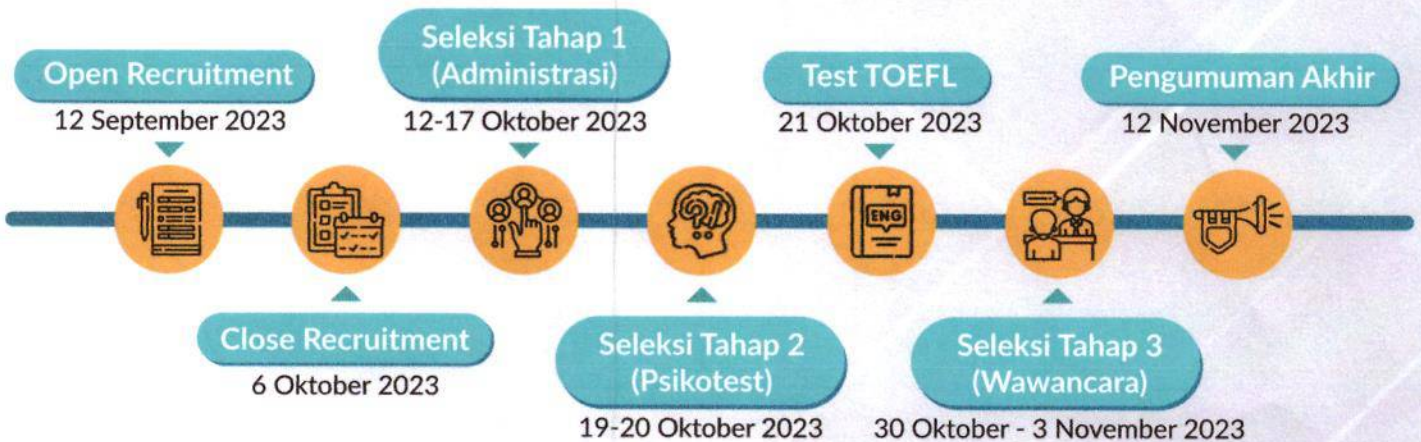 Open Recruitment
12 September 2023
Close Recruitment
6 Oktober 2023
Seleksi Tahap 1
(Administrasi)
12-17 Oktober 2023
Seleksi Tahap 2
(Psikotest)
19-20 Oktober 2023
Test TOEFL
21 Oktober 2023
ENG
Seleksi Tahap 3
(Wawancara)
30 Oktober - 3 November 2023
Pengumuman Akhir
12 November 2023